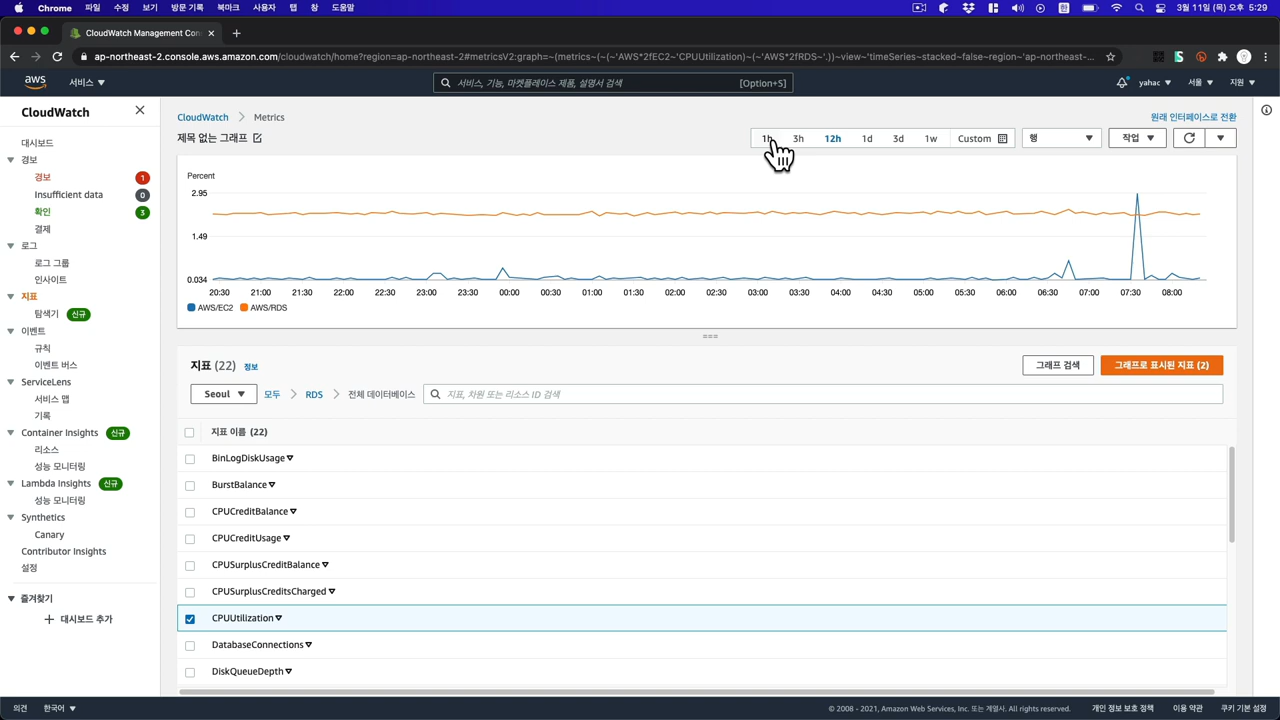 Chrome 파일 수정 보기 방문 기록 북마크 사용자 탭 창 도움말 한 3월 11일 (목) 오후 5:29
CloudWatch Management Con
ap-northeast-2.console.aws.amazon.com/cloudwatch/home?region=ap-northeast-2#metricsV2:graph=~(metrics~(~(~'AWS*2fEC2~'CPUUtilization)~(~'AWS*2fRDS~'.))~view~'timeSeries~stacked~false~region~'ap-northeast-...
aws 서비스 서비스, 기능, 마켓플레이스 제품, 설명서 검색 [Option+S] yahac 서울 지원
CloudWatch
대시보드
경보
경보 1
Insufficient data 0
확인 3
결제
로그
로그 그룹
인사이트
지표
탐색기 신규
이벤트
규칙
이벤트 버스
ServiceLens
서비스 맵
기록
Container Insights 신규
리소스
성능 모니터링
Lambda Insights 신규
성능 모니터링
Synthetics
Canary
Contributor Insights
설정
즐겨찾기
대시보드 추가
CloudWatch Metrics 원래 인터페이스로 전환
제목 없는 그래프 1h 3h 12h 1d 3d 1w Custom 행 작업
Percent
2.95
1.49
0.034
20:30 21:00 21:30 22:00 22:30 23:00 23:30 00:00 00:30 01:00 01:30 02:00 02:30 03:00 03:30 04:00 04:30 05:00 05:30 06:00 06:30 07:00 07:30 08:00
AWS/EC2 AWS/RDS
지표 (22) 정보 그래프 검색 그래프로 표시된 지표 (2)
Seoul 모두 RDS 전체 데이터베이스 지표, 차원 또는 리소스 ID 검색
지표 이름 (22)
BinLogDiskUsage
BurstBalance
CPUCreditBalance
CPUCreditUsage
CPUSurplusCreditBalance
CPUSurplusCreditsCharged
CPUUtilization
DatabaseConnections
DiskQueueDepth
의견 한국어 © 2008 - 2021, Amazon Web Services, Inc. 또는 계열사. All rights reserved. 개인 정보 보호 정책 이용 약관 쿠키 기본 설정